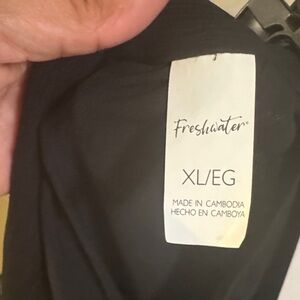 Freshwater®
XL/EG
MADE IN CAMBODIA
HECHO EN CAMBOYA